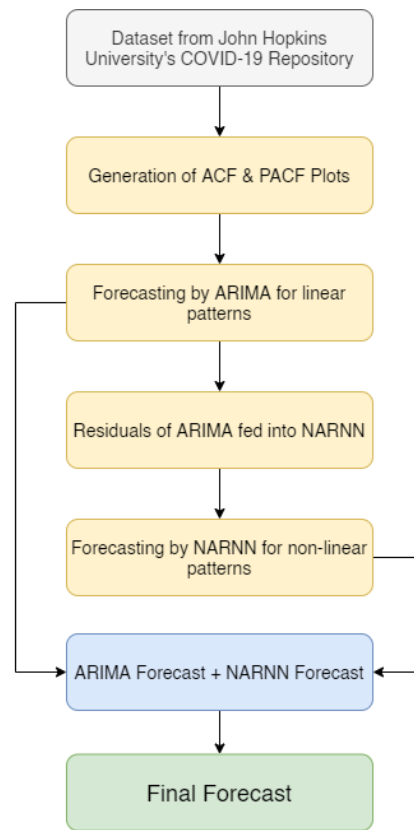 Dataset from John Hopkins
University's COVID-19 Repository
Generation of ACF & PACF Plots
Forecasting by ARIMA for linear
patterns
Residuals of ARIMA fed into NARNN
Forecasting by NARNN for non-linear
patterns
ARIMA Forecast + NARNN Forecast
Final Forecast